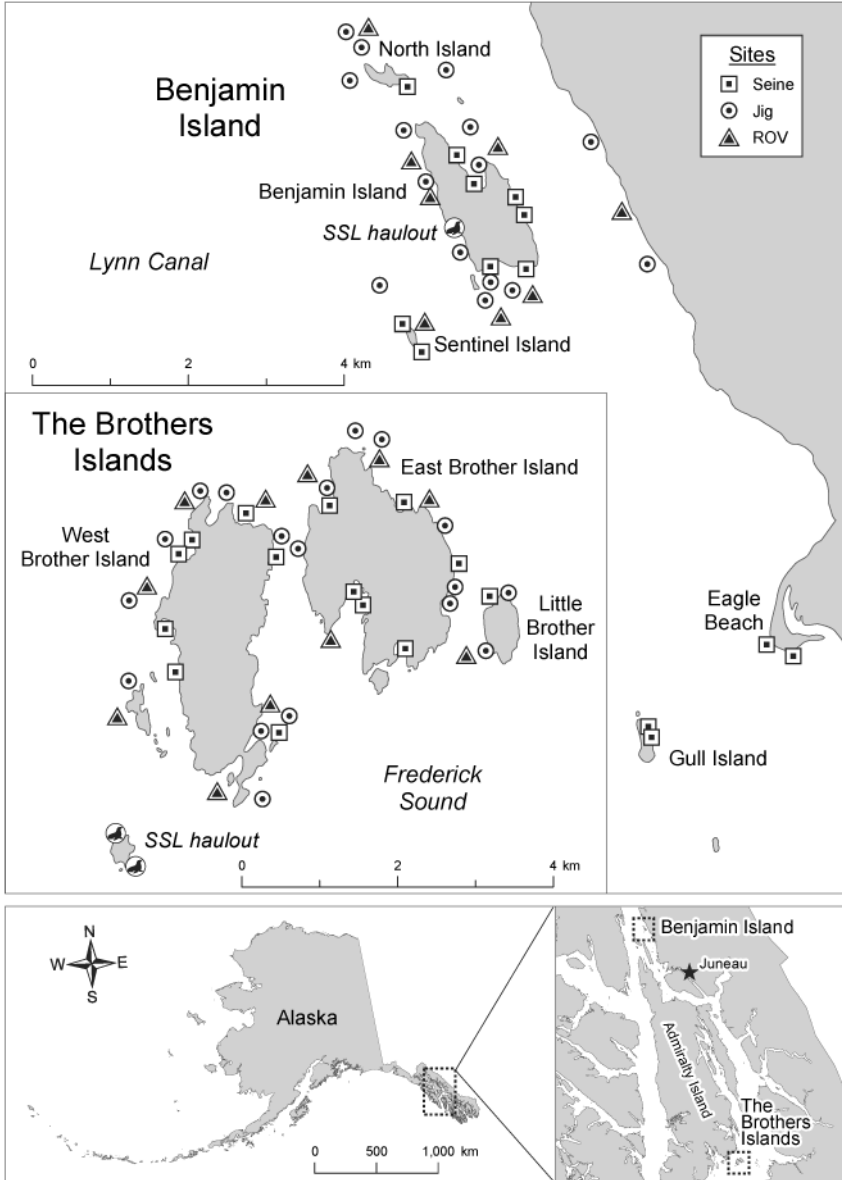 North Island
Benjamin
Island
Sites
Seine
Jig
ROV
Benjamin Island
SSL haulout
Lynn Canal
Sentinel Island
0
2
4 km
The Brothers
Islands
East Brother Island
West
Brother Island
Little
Brother
Island
Eagle
Beach
Gull Island
Frederick
Sound
SSL haulout
0
2
4 km
N
W
E
S
Alaska
0
500
1,000 km
Benjamin Island
Juneau
Admiralty Island
The
Brothers
Islands